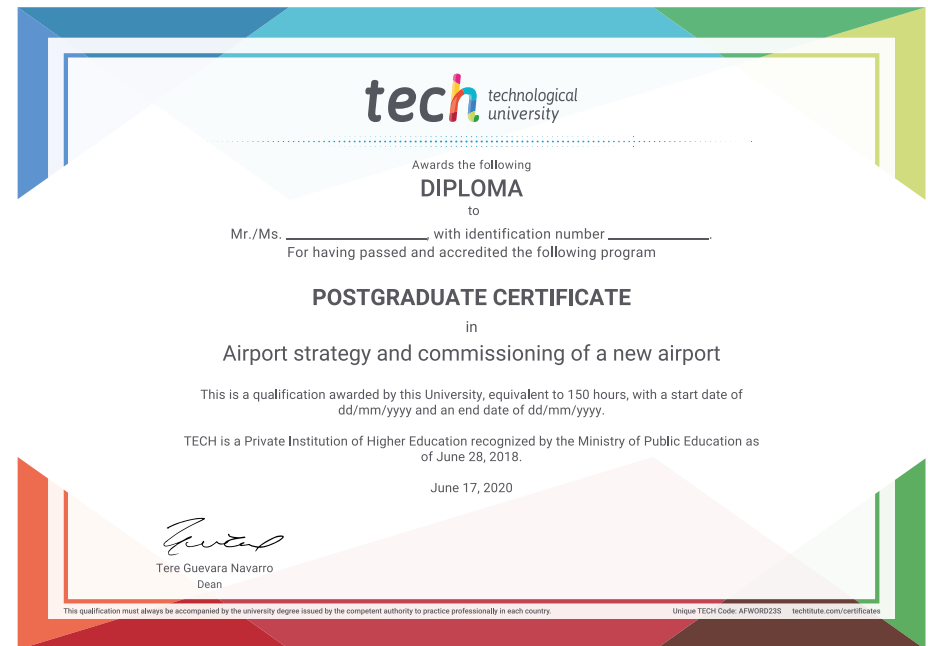 tech technological
university
Awards the following
DIPLOMA
to
Mr./Ms. ____________________, with identification number ______________.
For having passed and accredited the following program
POSTGRADUATE CERTIFICATE
in
Airport strategy and commissioning of a new airport
This is a qualification awarded by this University, equivalent to 150 hours, with a start date of
dd/mm/yyyy and an end date of dd/mm/yyyy.
TECH is a Private Institution of Higher Education recognized by the Ministry of Public Education as
of June 28, 2018.
June 17, 2020
Tere Guevara Navarro
Dean
This qualification must always be accompanied by the university degree issued by the competent authority to practice professionally in each country.
Unique TECH Code: AFWORD23S techtitute.com/certificates